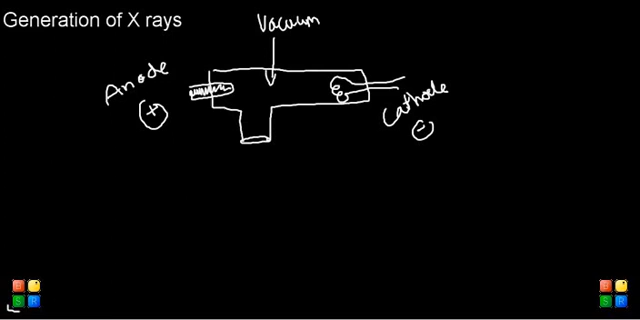 Generation of X rays
Vacuum
Anode
+
Cathode
-
B
S R
B
S R